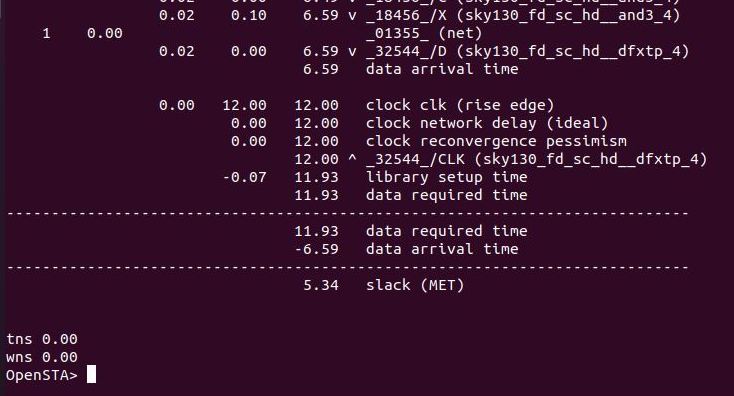 0.02 0.10 6.59 v _18456_/X (sky130_fd_sc_hd__and3_4)
1 0.00 _01355_ (net)
0.02 0.00 6.59 v _32544_/D (sky130_fd_sc_hd__dfxtp_4)
6.59 data arrival time
0.00 12.00 12.00 clock clk (rise edge)
0.00 12.00 clock network delay (ideal)
0.00 12.00 clock reconvergence pessimism
12.00 ^ _32544_/CLK (sky130_fd_sc_hd__dfxtp_4)
-0.07 11.93 library setup time
11.93 data required time
-----------------------------------------------------------------------------
11.93 data required time
-6.59 data arrival time
-----------------------------------------------------------------------------
5.34 slack (MET)
tns 0.00
wns 0.00
OpenSTA>